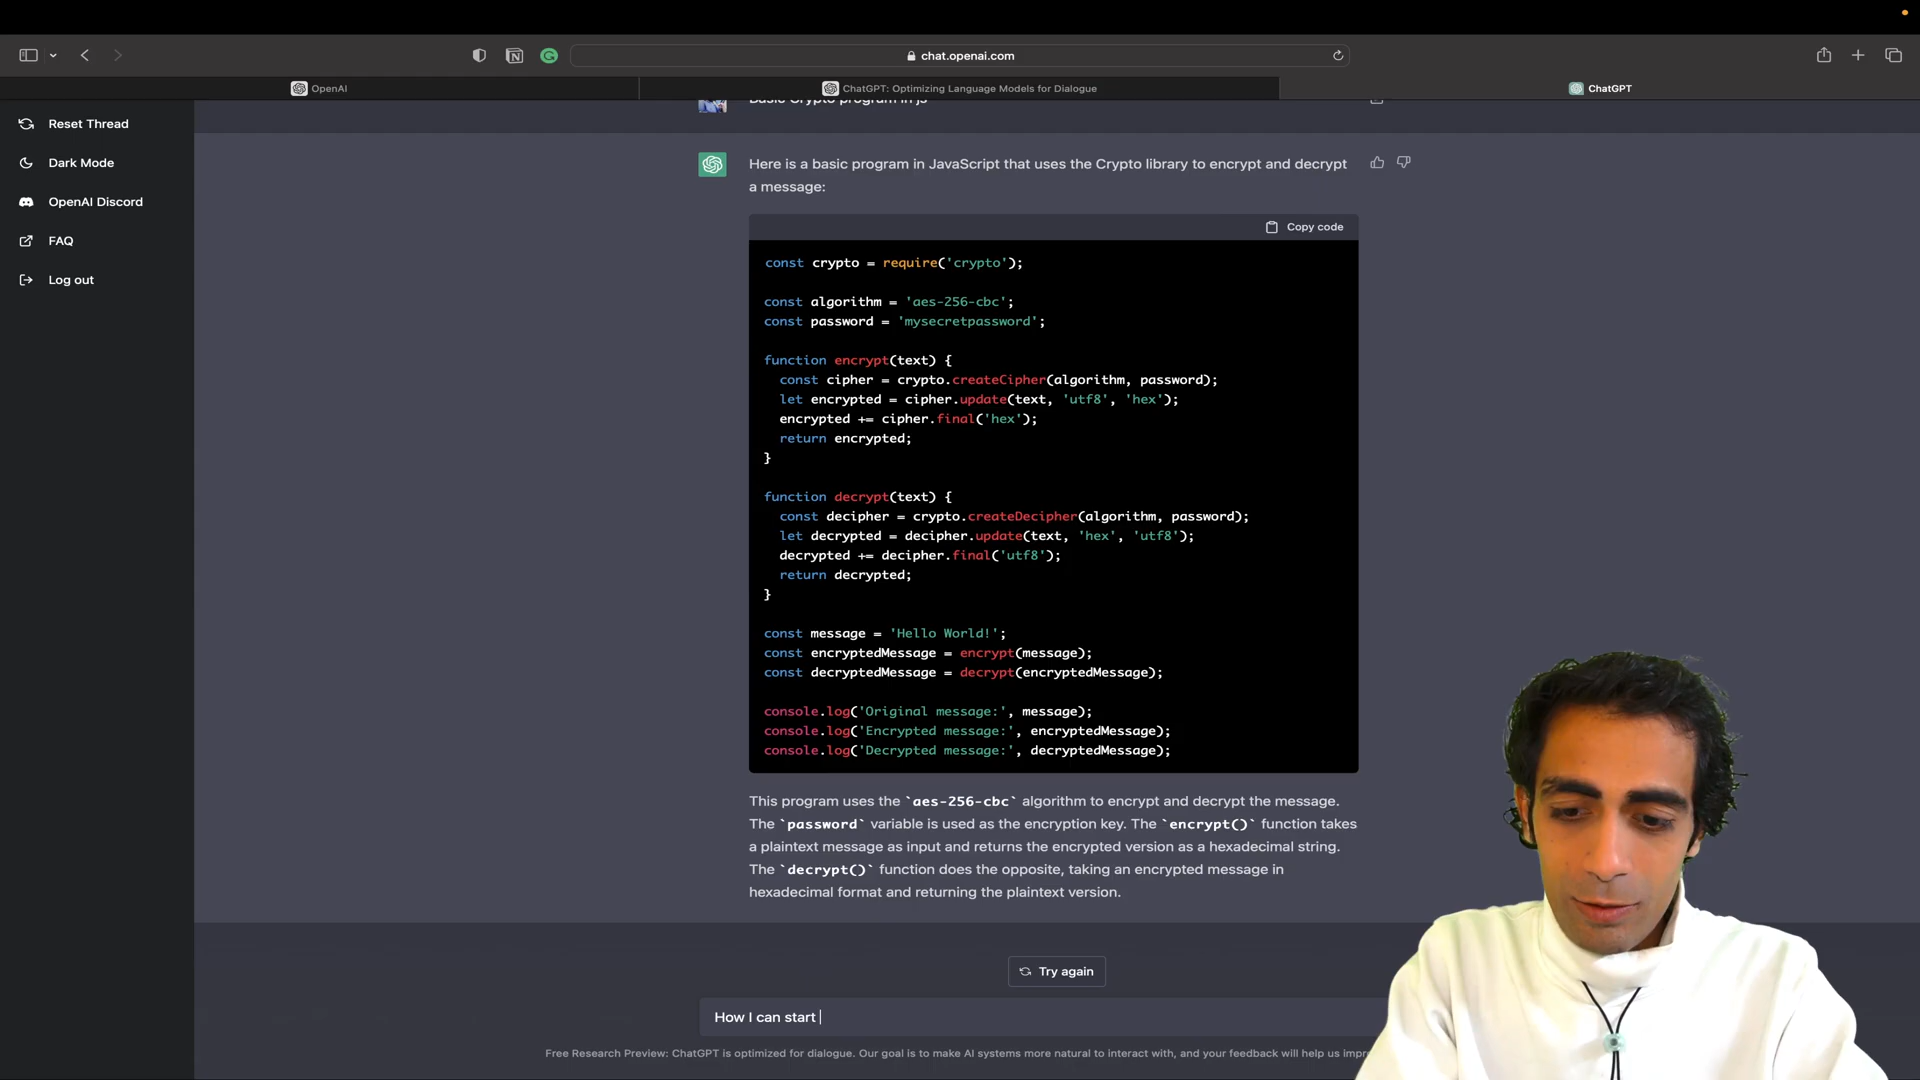 chat.openai.com
OpenAI
ChatGPT: Optimizing Language Models for Dialogue
ChatGPT
Reset Thread
Dark Mode
OpenAI Discord
FAQ
Log out
Basic Crypto program in js
Here is a basic program in JavaScript that uses the Crypto library to encrypt and decrypt
a message:
Copy code
const crypto = require('crypto');
const algorithm = 'aes-256-cbc';
const password = 'mysecretpassword';
function encrypt(text) {
const cipher = crypto.createCipher(algorithm, password);
let encrypted = cipher.update(text, 'utf8', 'hex');
encrypted += cipher.final('hex');
return encrypted;
}
function decrypt(text) {
const decipher = crypto.createDecipher(algorithm, password);
let decrypted = decipher.update(text, 'hex', 'utf8');
decrypted += decipher.final('utf8');
return decrypted;
}
const message = 'Hello World!';
const encryptedMessage = encrypt(message);
const decryptedMessage = decrypt(encryptedMessage);
console.log('Original message:', message);
console.log('Encrypted message:', encryptedMessage);
console.log('Decrypted message:', decryptedMessage);
This program uses the `aes-256-cbc` algorithm to encrypt and decrypt the message.
The `password` variable is used as the encryption key. The `encrypt()` function takes
a plaintext message as input and returns the encrypted version as a hexadecimal string.
The `decrypt()` function does the opposite, taking an encrypted message in
hexadecimal format and returning the plaintext version.
Try again
How I can start
Free Research Preview: ChatGPT is optimized for dialogue. Our goal is to make AI systems more natural to interact with, and your feedback will help us